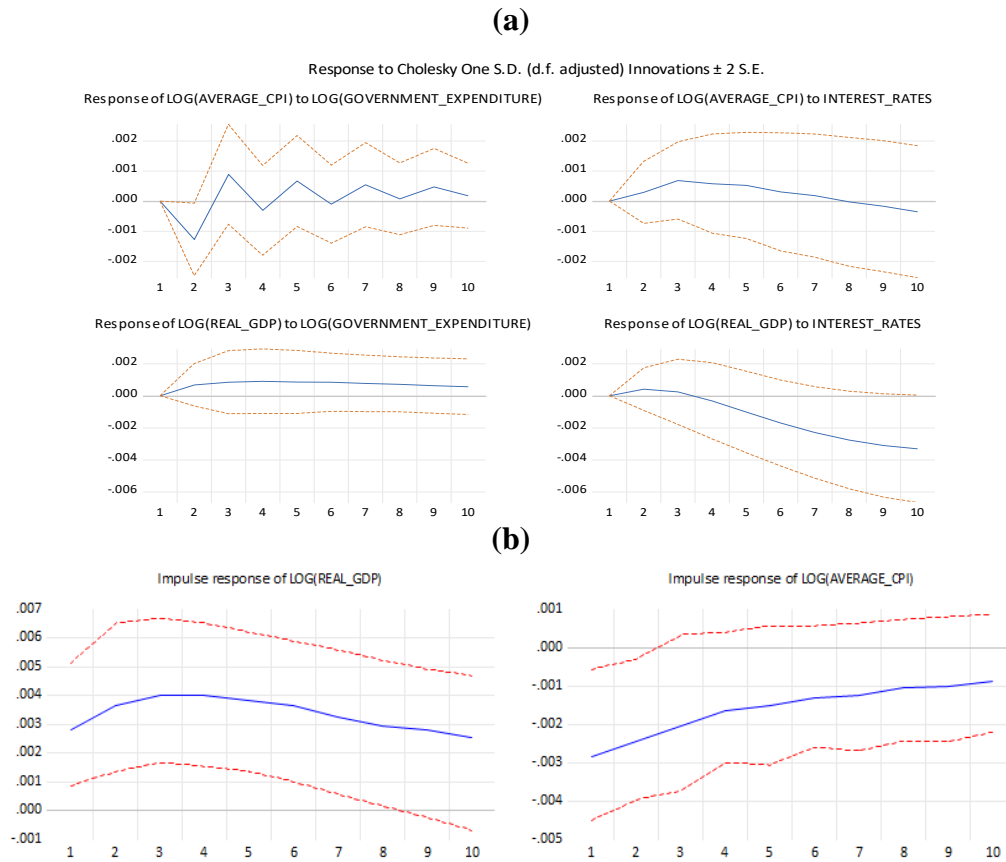 (a)
Response to Cholesky One S.D. (d.f. adjusted) Innovations ± 2 S.E.
Response of LOG(AVERAGE_CPI) to LOG(GOVERNMENT_EXPENDITURE)
.002
.001
.000
-.001
-.002
1 2 3 4 5 6 7 8 9 10
Response of LOG(AVERAGE_CPI) to INTEREST_RATES
.002
.001
.000
-.001
-.002
1 2 3 4 5 6 7 8 9 10
Response of LOG(REAL_GDP) to LOG(GOVERNMENT_EXPENDITURE)
.002
.000
-.002
-.004
-.006
1 2 3 4 5 6 7 8 9 10
Response of LOG(REAL_GDP) to INTEREST_RATES
.002
.000
-.002
-.004
-.006
1 2 3 4 5 6 7 8 9 10
(b)
Impulse response of LOG(REAL_GDP)
.007
.006
.005
.004
.003
.002
.001
.000
-.001
1 2 3 4 5 6 7 8 9 10
Impulse response of LOG(AVERAGE_CPI)
.001
.000
-.001
-.002
-.003
-.004
-.005
1 2 3 4 5 6 7 8 9 10